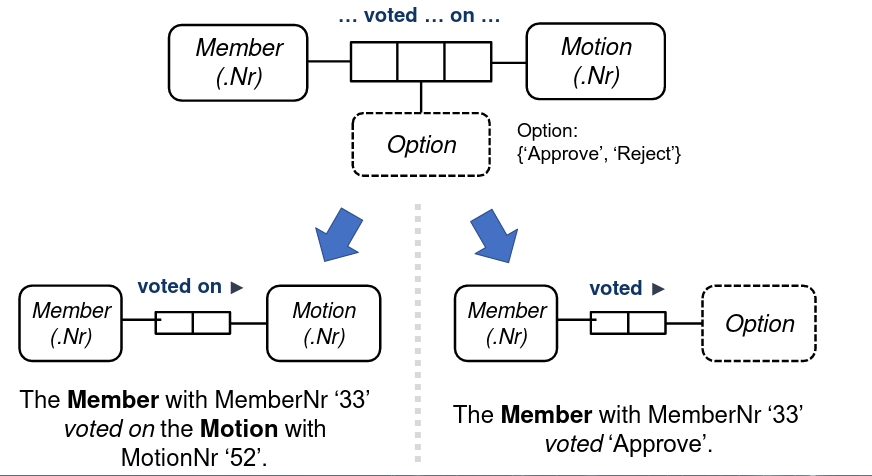 ... voted ... on ...
Member
(.Nr)
Motion
(.Nr)
Option
Option:
{‘Approve’, ‘Reject’}
voted on ►
Member
(.Nr)
Motion
(.Nr)
The Member with MemberNr ‘33’
voted on the Motion with
MotionNr ‘52’.
voted ►
Member
(.Nr)
Option
The Member with MemberNr ‘33’
voted ‘Approve’.